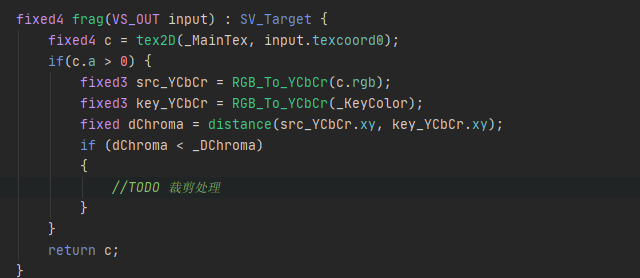 fixed4 frag(VS_OUT input) : SV_Target {
    fixed4 c = tex2D(_MainTex, input.texcoord0);
    if(c.a > 0) {
        fixed3 src_YCbCr = RGB_To_YCbCr(c.rgb);
        fixed3 key_YCbCr = RGB_To_YCbCr(_KeyColor);
        fixed dChroma = distance(src_YCbCr.xy, key_YCbCr.xy);
        if (dChroma < _DChroma)
        {
            //TODO 裁剪处理
        }
    }
    return c;
}